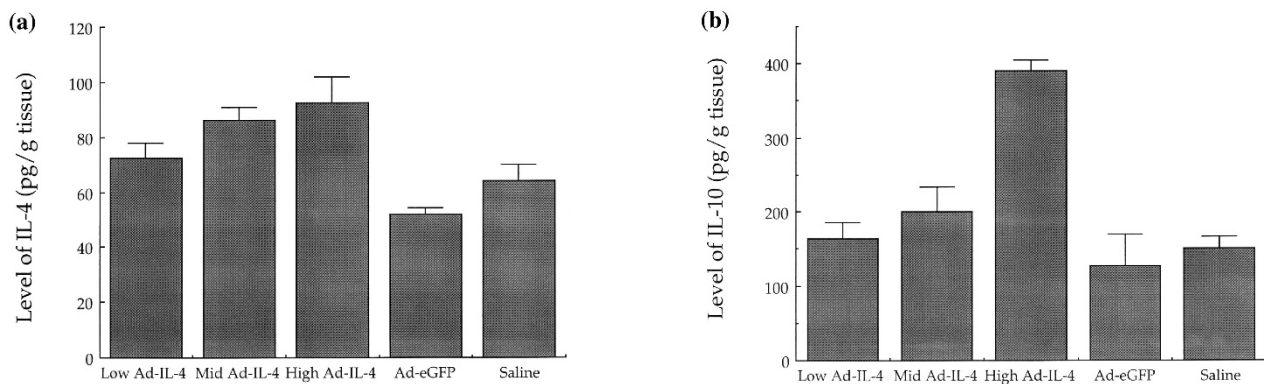 (a)
Level of IL-4 (pg/g tissue)
120
100
80
60
40
20
0
Low Ad-IL-4 Mid Ad-IL-4 High Ad-IL-4 Ad-eGFP Saline
(b)
Level of IL-10 (pg/g tissue)
400
300
200
150
100
0
Low Ad-IL-4 Mid Ad-IL-4 High Ad-IL-4 Ad-eGFP Saline